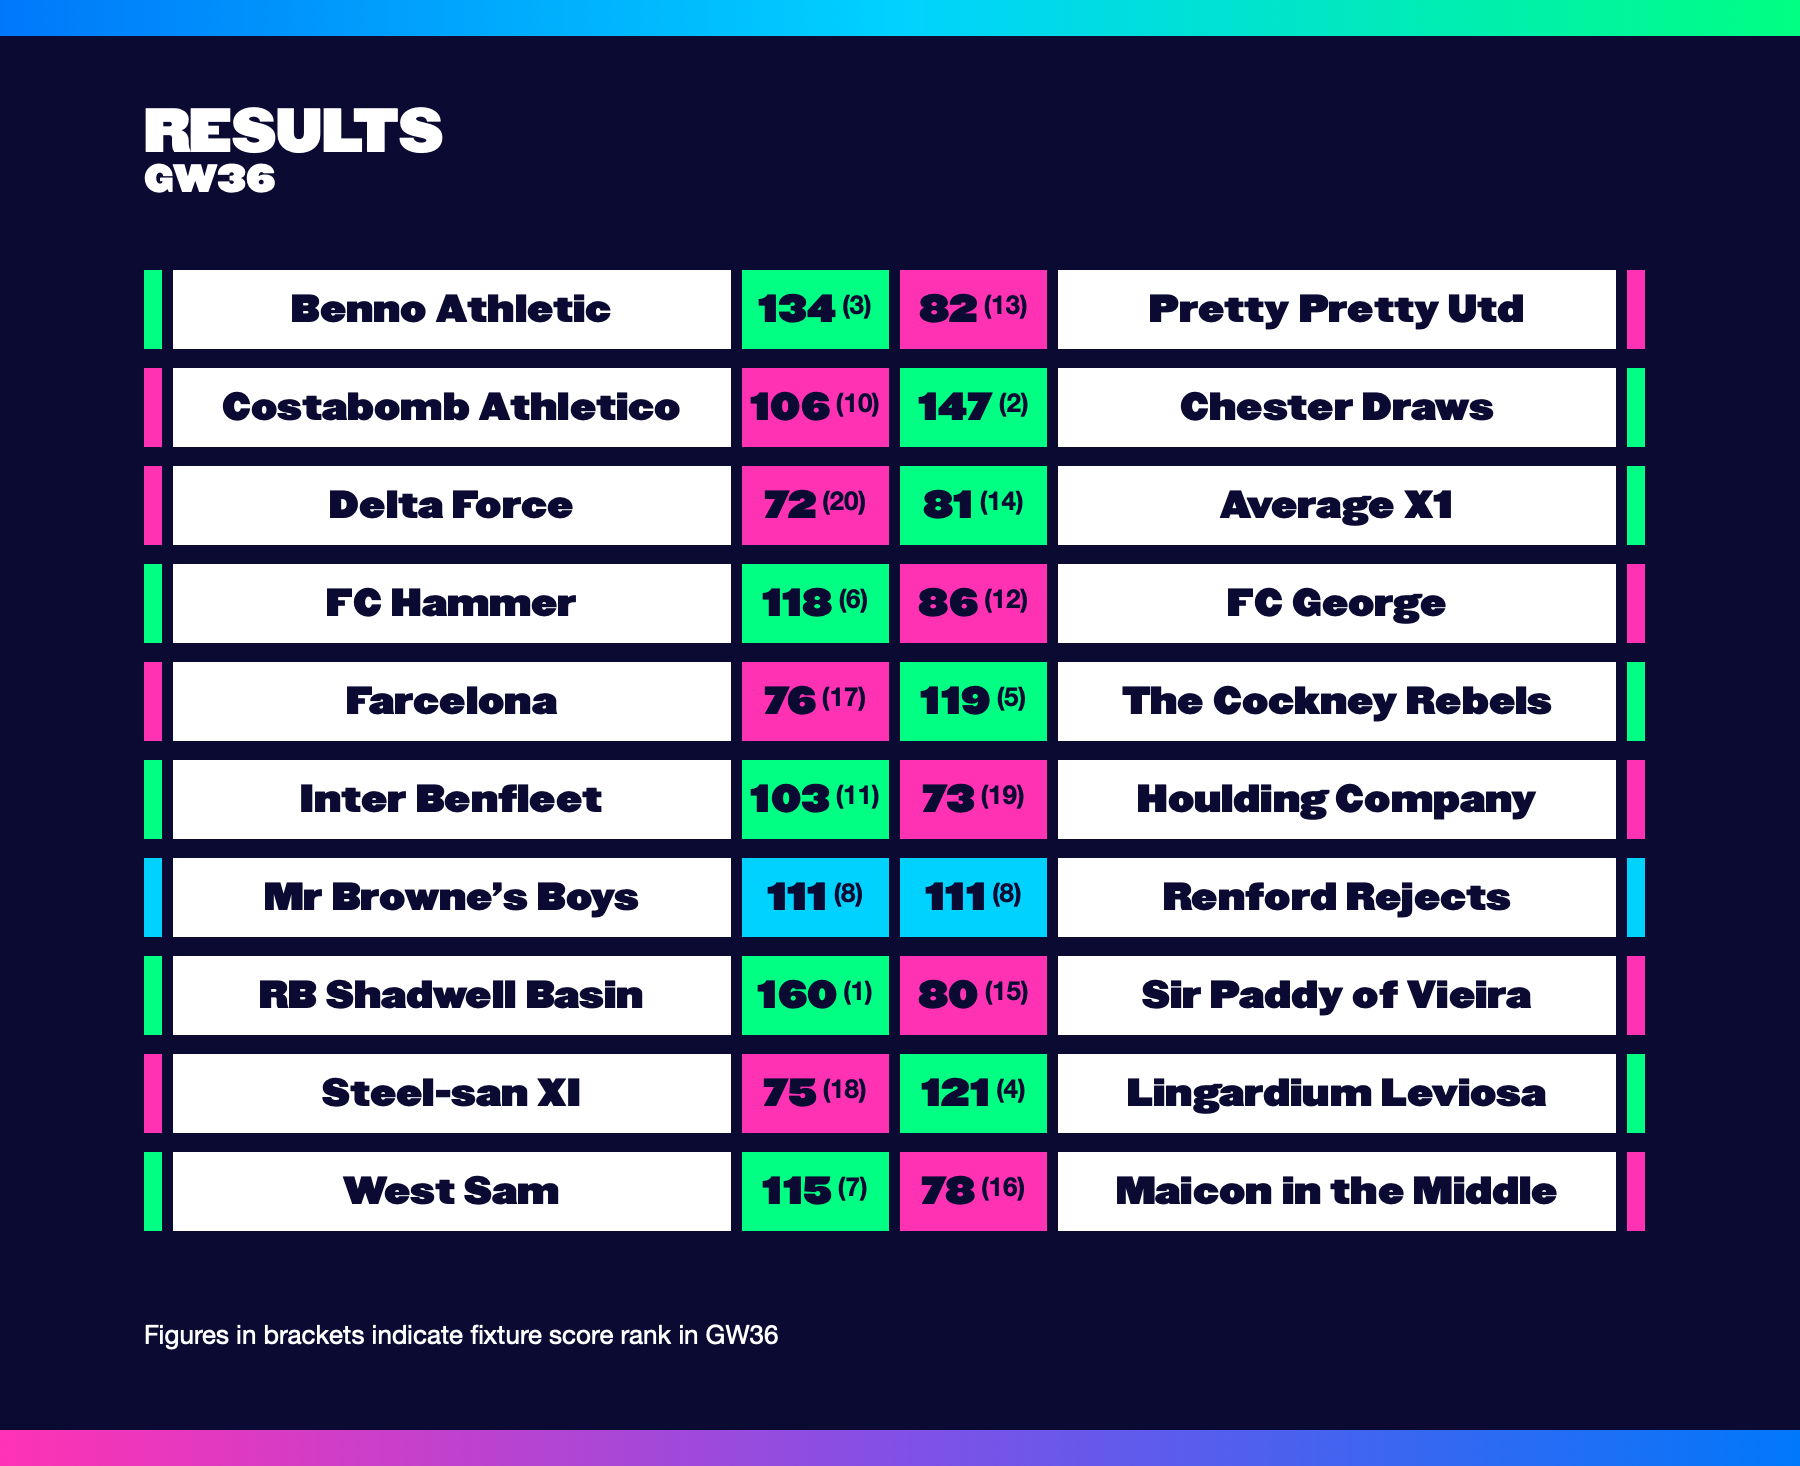 RESULTS
GW36
Benno Athletic 134 (3) 82 (13) Pretty Pretty Utd
Costabomb Athletico 106 (10) 147 (2) Chester Draws
Delta Force 72 (20) 81 (14) Average X1
FC Hammer 118 (6) 86 (12) FC George
Farcelona 76 (17) 119 (5) The Cockney Rebels
Inter Benfleet 103 (11) 73 (19) Houlding Company
Mr Browne’s Boys 111 (8) 111 (8) Renford Rejects
RB Shadwell Basin 160 (1) 80 (15) Sir Paddy of Vieira
Steel-san XI 75 (18) 121 (4) Lingardium Leviosa
West Sam 115 (7) 78 (16) Maicon in the Middle
Figures in brackets indicate fixture score rank in GW36